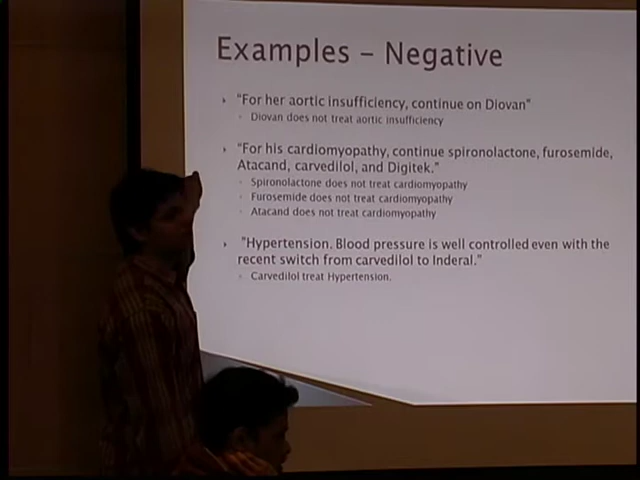 Examples – Negative
"For her aortic insufficiency, continue on Diovan"
Diovan does not treat aortic insufficiency
"For his cardiomyopathy, continue spironolactone, furosemide,
Atacand, carvedilol, and Digitek."
Spironolactone does not treat cardiomyopathy
Furosemide does not treat cardiomyopathy
Atacand does not treat cardiomyopathy
"Hypertension. Blood pressure is well controlled even with the
recent switch from carvedilol to Inderal."
Carvedilol treat Hypertension.